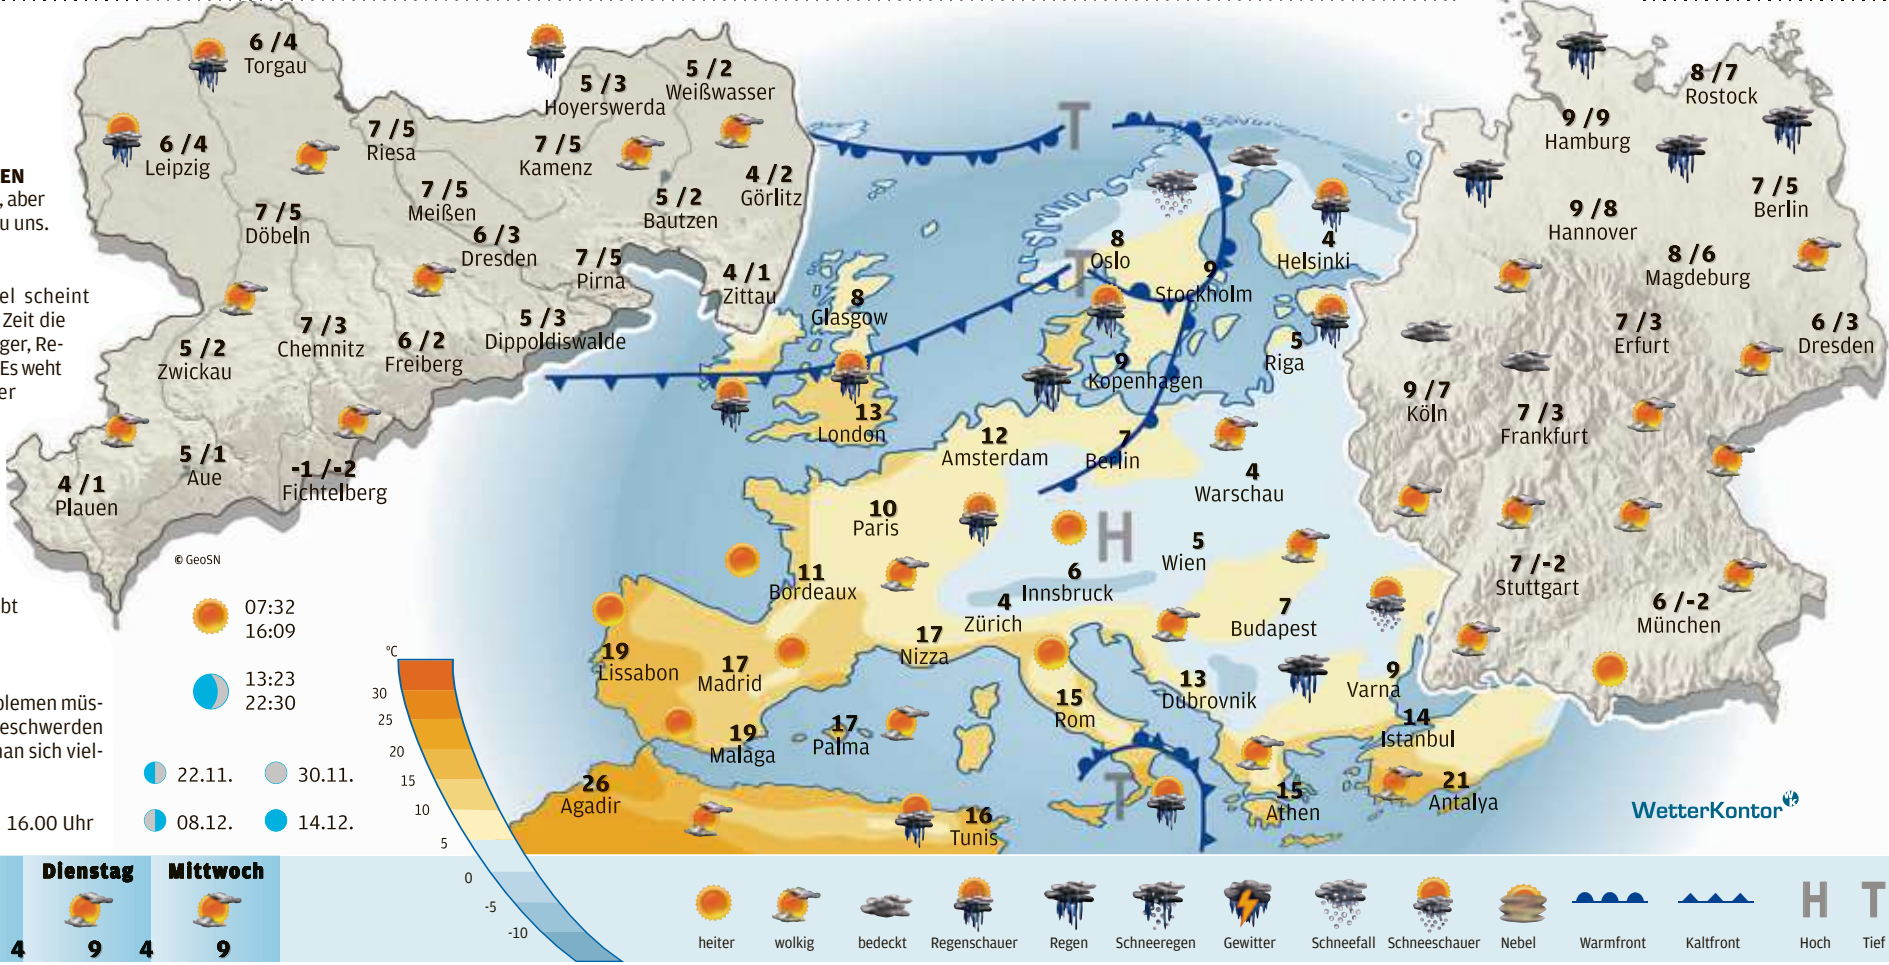 EN
, aber
u uns.
el scheint
Zeit die
ger, Re-
Es weht
er
bt
blemen müs-
eschwerden
nan sich viel-
16.00 Uhr
6 /4
Torgau
6 /4
Leipzig
7 /5
Riesa
5 /3
Hoyerswerda
5 /2
Weißwasser
7 /5
Kamenz
4 /2
Görlitz
5 /2
Bautzen
7 /5
Meißen
7 /5
Döbeln
6 /3
Dresden
7 /5
Pirna
4 /1
Zittau
5 /3
Dippoldiswalde
7 /3
Chemnitz
6 /2
Freiberg
5 /2
Zwickau
5 /1
Aue
-1 /-2
Fichtelberg
4 /1
Plauen
© GeoSN
07:32
16:09
13:23
22:30
22.11.
30.11.
08.12.
14.12.
°C
30
25
20
15
10
5
0
-5
-10
T
T
8
Oslo
9
Stockholm
4
Helsinki
5
Riga
8
Glasgow
9
Kopenhagen
13
London
12
Amsterdam
7
Berlin
4
Warschau
10
Paris
H
5
Wien
11
Bordeaux
6
Innsbruck
4
Zürich
7
Budapest
17
Nizza
19
Lissabon
17
Madrid
13
Dubrovnik
9
Varna
15
Rom
14
Istanbul
19
Malaga
17
Palma
26
Agadir
T
16
Tunis
15
Athen
21
Antalya
8 /7
Rostock
9 /9
Hamburg
7 /5
Berlin
9 /8
Hannover
8 /6
Magdeburg
7 /3
Erfurt
6 /3
Dresden
9 /7
Köln
7 /3
Frankfurt
7 /-2
Stuttgart
6 /-2
München
WetterKontor
Dienstag
Mittwoch
4
9
4
9
heiter
wolkig
bedeckt
Regenschauer
Regen
Schneeregen
Gewitter
Schneefall
Schneeschauer
Nebel
Warmfront
Kaltfront
H
Hoch
T
Tief